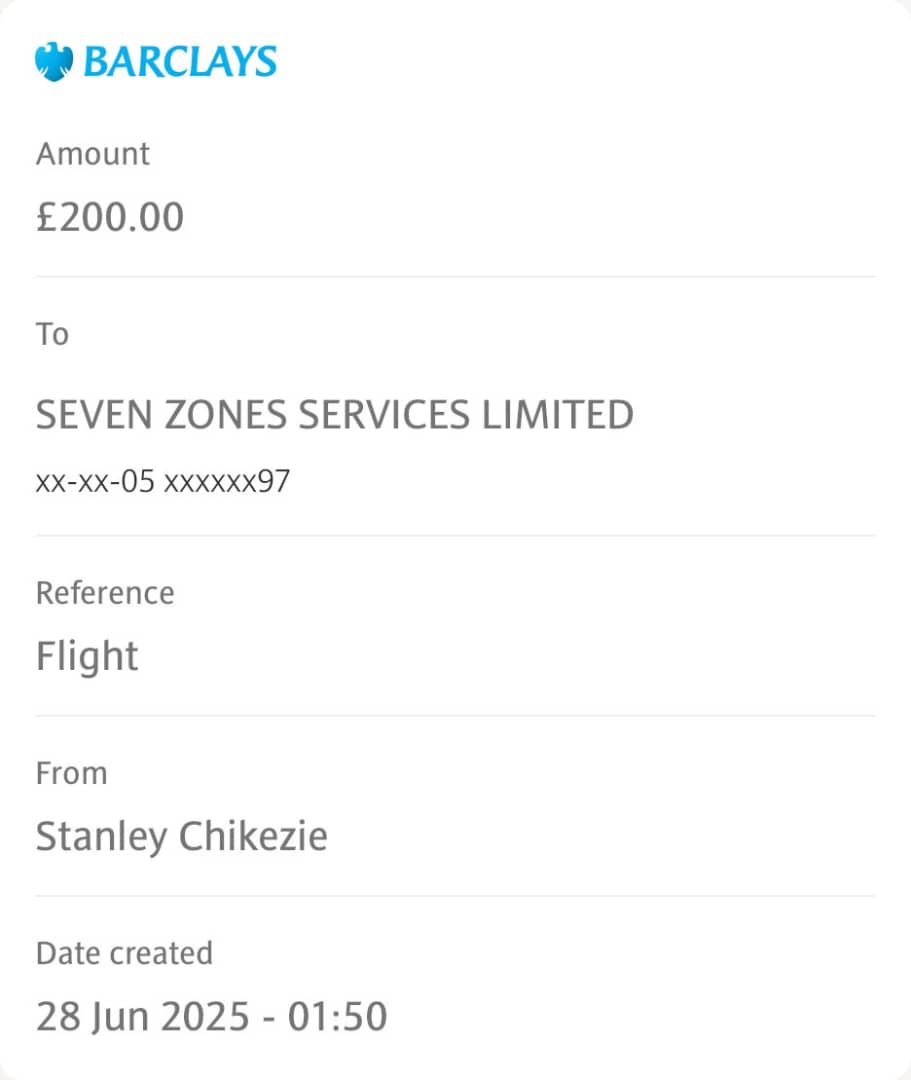 BARCLAYS
Amount
£200.00
To
SEVEN ZONES SERVICES LIMITED
xx-xx-05 xxxxxx97
Reference
Flight
From
Stanley Chikezie
Date created
28 Jun 2025 - 01:50